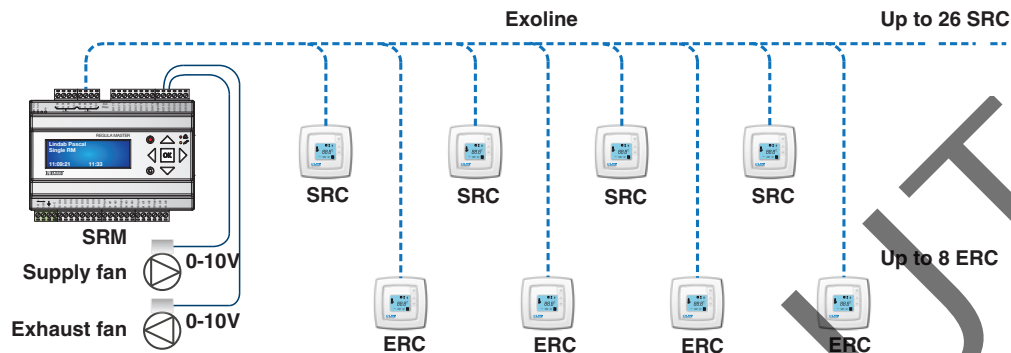 Exoline
Up to 26 SRC
REGULA MASTER
Lindab Pascal
Single RM
11:09:21 11:33
OK
C
SRC
SRC
SRC
SRC
SRM
0-10V
Supply fan
Up to 8 ERC
0-10V
Exhaust fan
ERC
ERC
ERC
ERC
UT